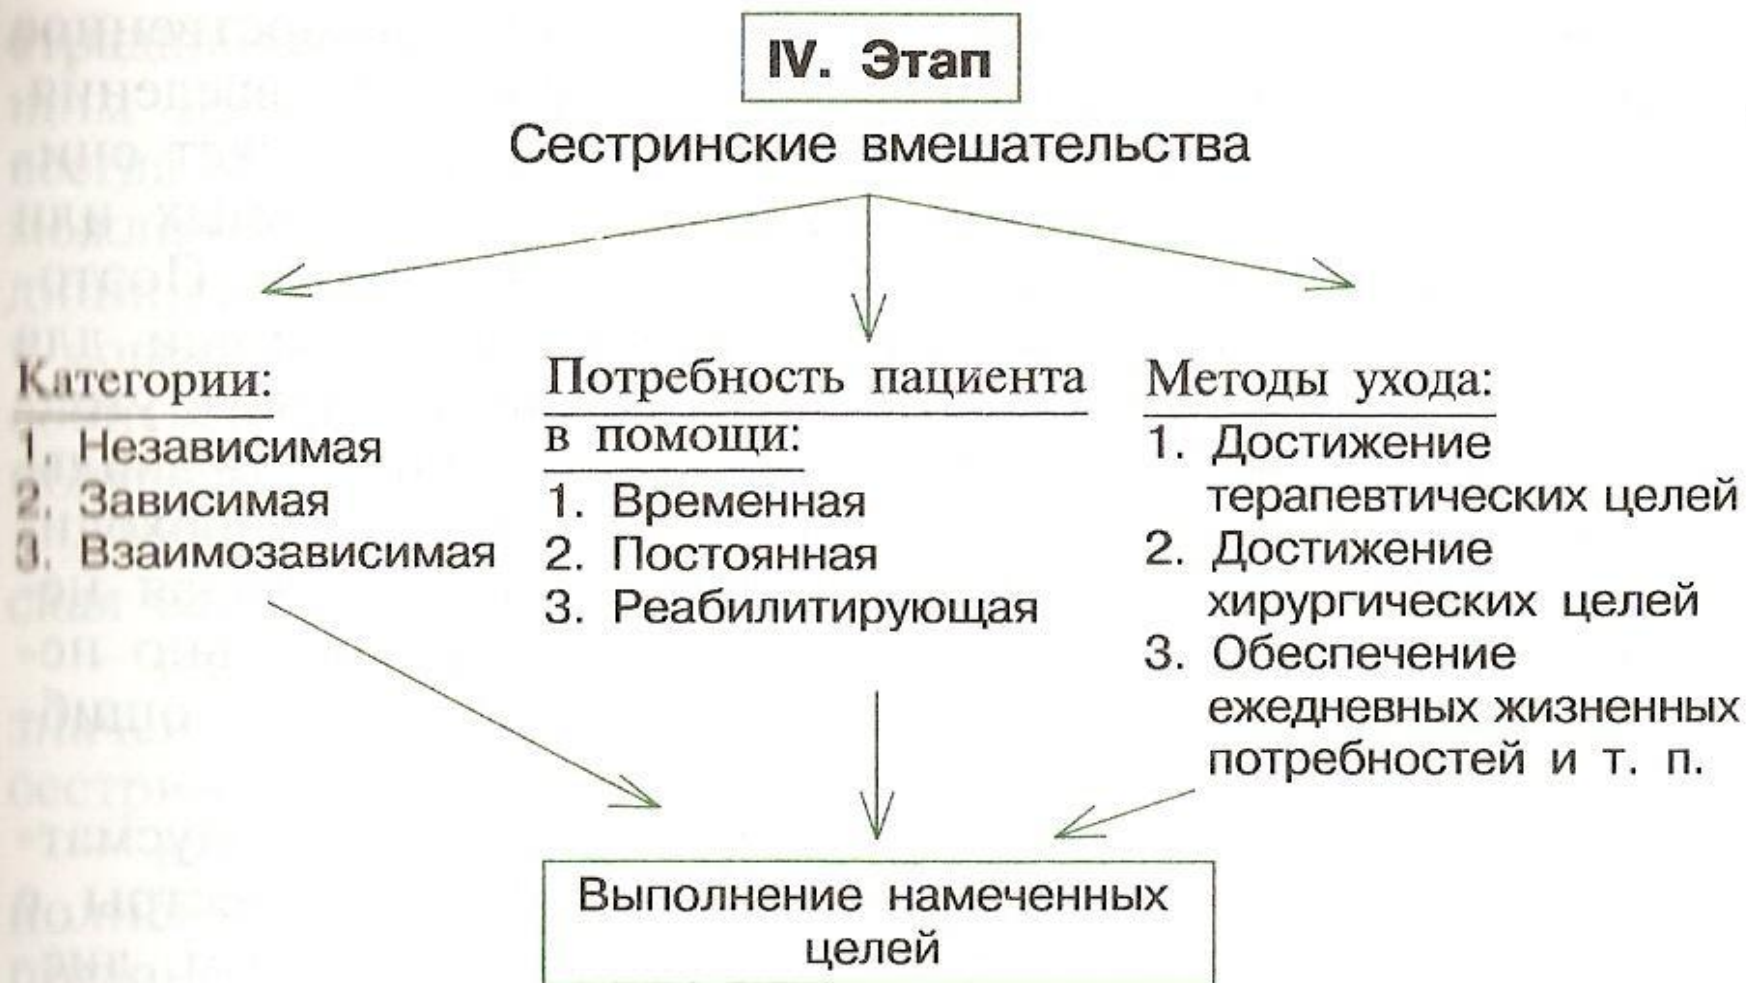 IV. Этап
Сестринские вмешательства
Категории:
1. Независимая
2. Зависимая
3. Взаимозависимая
Потребность пациента
в помощи:
1. Временная
2. Постоянная
3. Реабилитирующая
Методы ухода:
1. Достижение
терапевтических целей
2. Достижение
хирургических целей
3. Обеспечение
ежедневных жизненных
потребностей и т. п.
Выполнение намеченных
целей